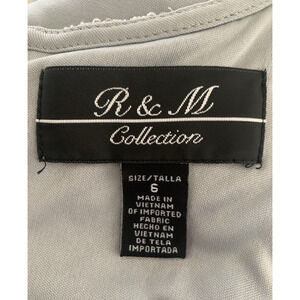 R & M
Collection
SIZE/TALLA
6
MADE IN
VIETNAM
OF IMPORTED
FABRIC
HECHO EN
VIETNAM
DE TELA
IMPORTADA